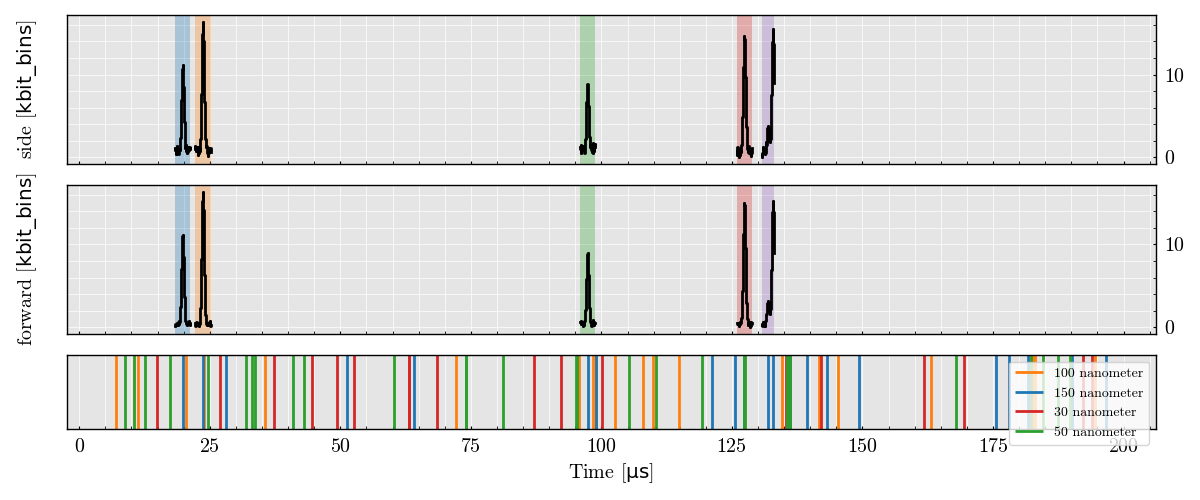 side [kbit_bins]
10
0
forward [kbit_bins]
10
0
100 nanometer
150 nanometer
30 nanometer
50 nanometer
0 25 50 75 100 125 150 175 200
Time [μs]